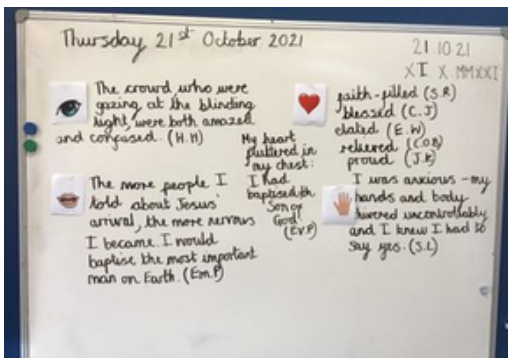 Thursday 21st October 2021
21.10.21
XI X MMXXI
The crowd who were
gazing at the blinding
light, were both amazed
and confused. (H.H)
My heart
fluttered in
my chest:
I had
baptised th
Son of
God!
(Ev.P)
faith-filled (S.R)
blessed (C.J)
elated (E.W)
relieved (C.O.B)
proud (J.K)
The more people I
told about Jesus'
arrival, the more nervous
I became. I would
baptise the most important
man on Earth. (Em.P)
I was anxious - my
hands and body
shivered uncontrollably
and I knew I had to
say yes. (S.L)